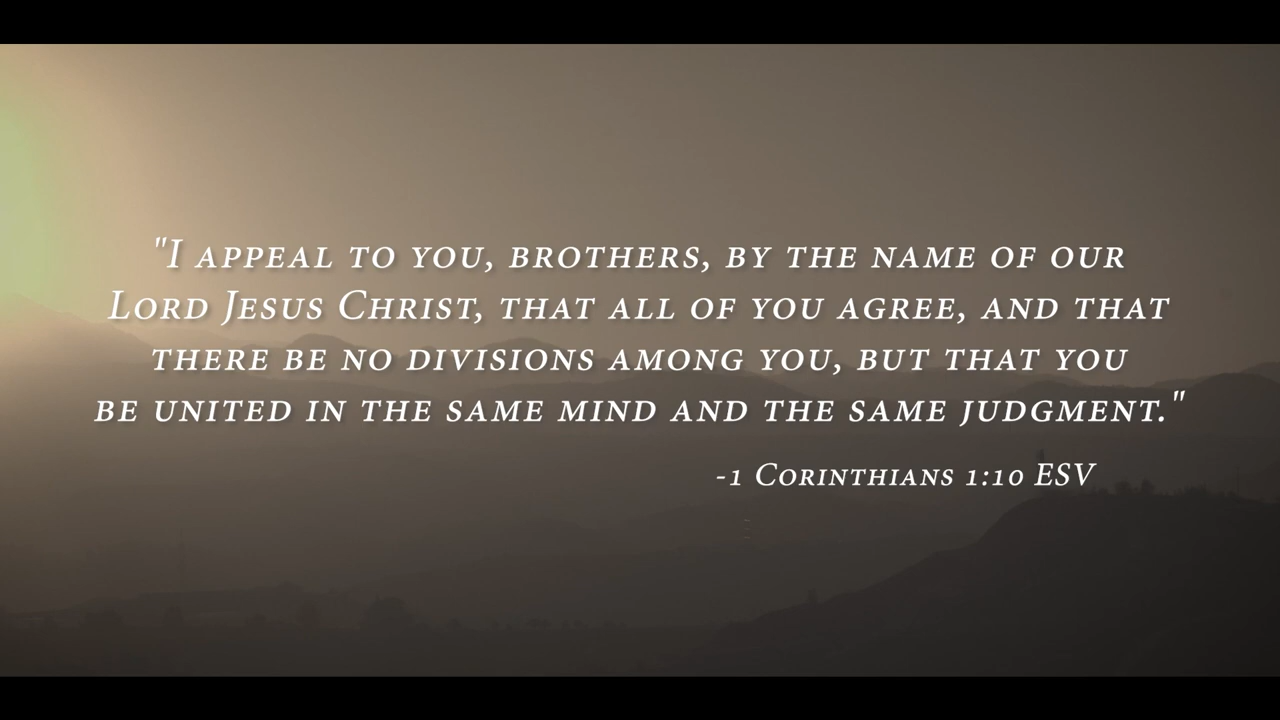 "I appeal to you, brothers, by the name of our
Lord Jesus Christ, that all of you agree, and that
there be no divisions among you, but that you
be united in the same mind and the same judgment."
-1 Corinthians 1:10 ESV